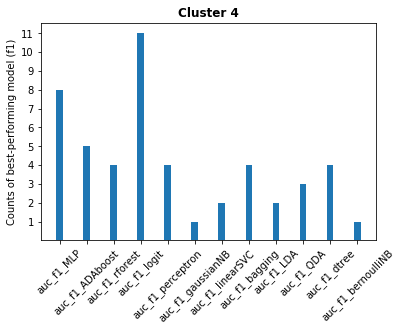 Cluster 4
Counts of best-performing model (f1)
11
10
9
8
7
6
5
4
3
2
1
auc_f1_MLP
auc_f1_ADAboost
auc_f1_rforest
auc_f1_logit
auc_f1_perceptron
auc_f1_gaussianNB
auc_f1_linearSVC
auc_f1_bagging
auc_f1_LDA
auc_f1_QDA
auc_f1_dtree
auc_f1_bernoulliNB